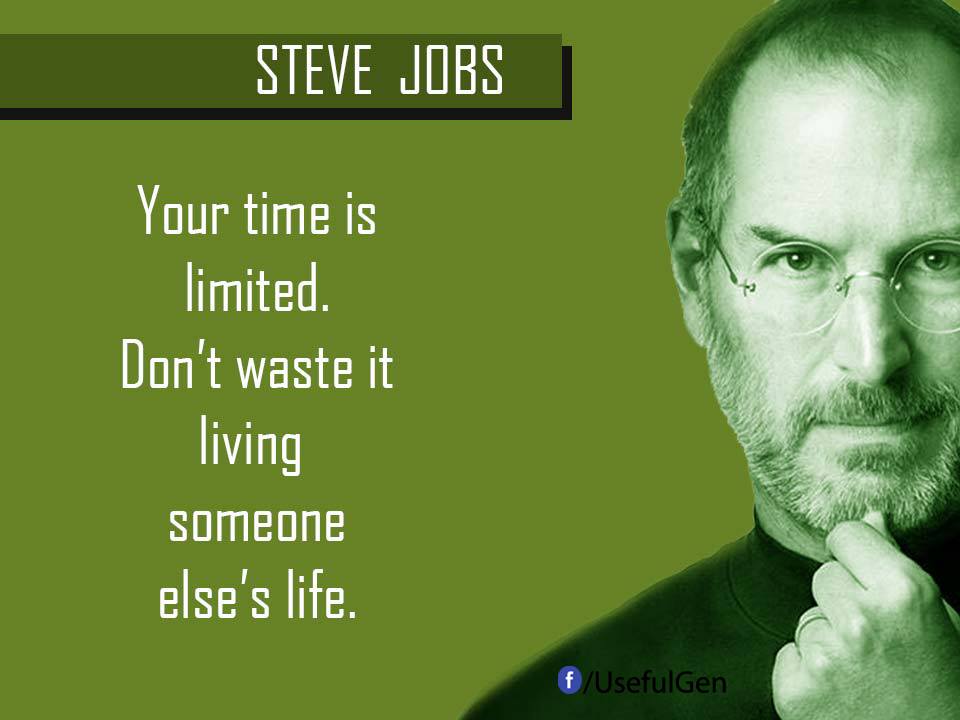 STEVE JOBS
Your time is
limited.
Don't waste it
living
someone
else's life.
f/UsefulGen